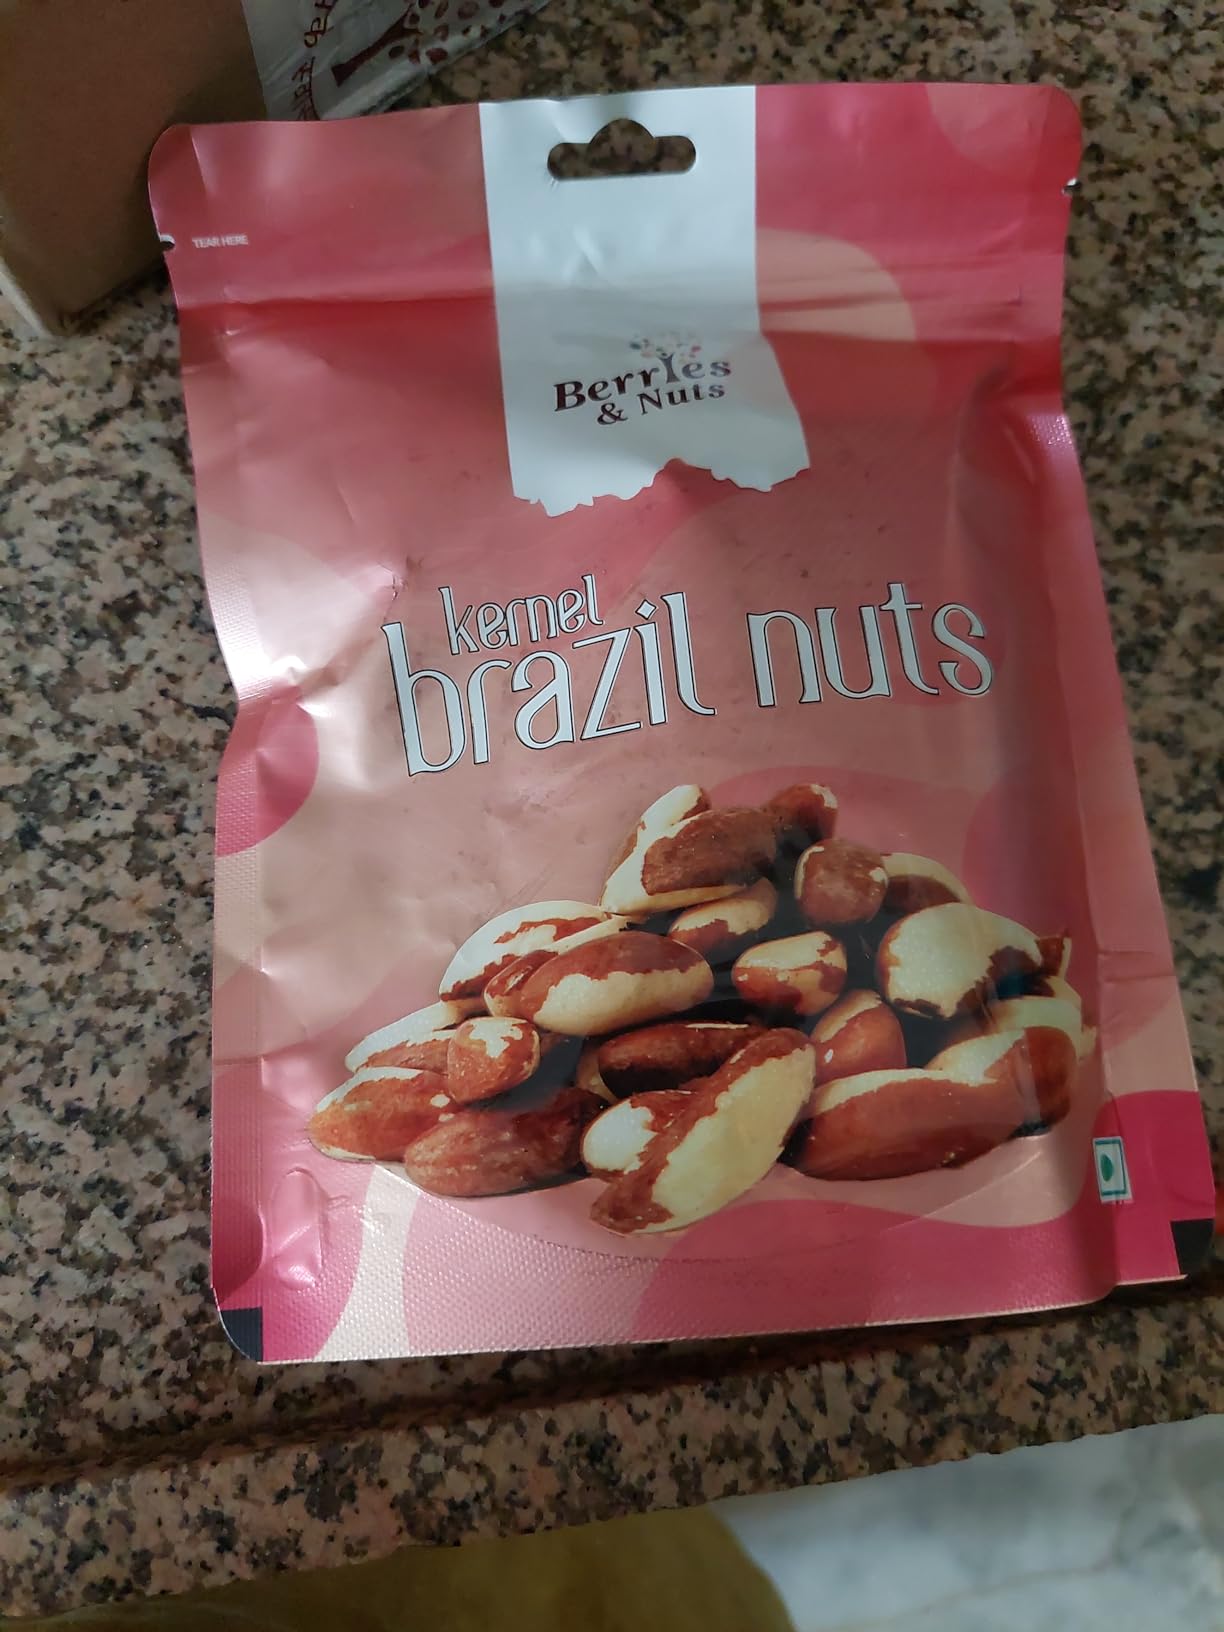 TEAR HERE
Berries
& Nuts
kernel
brazil nuts